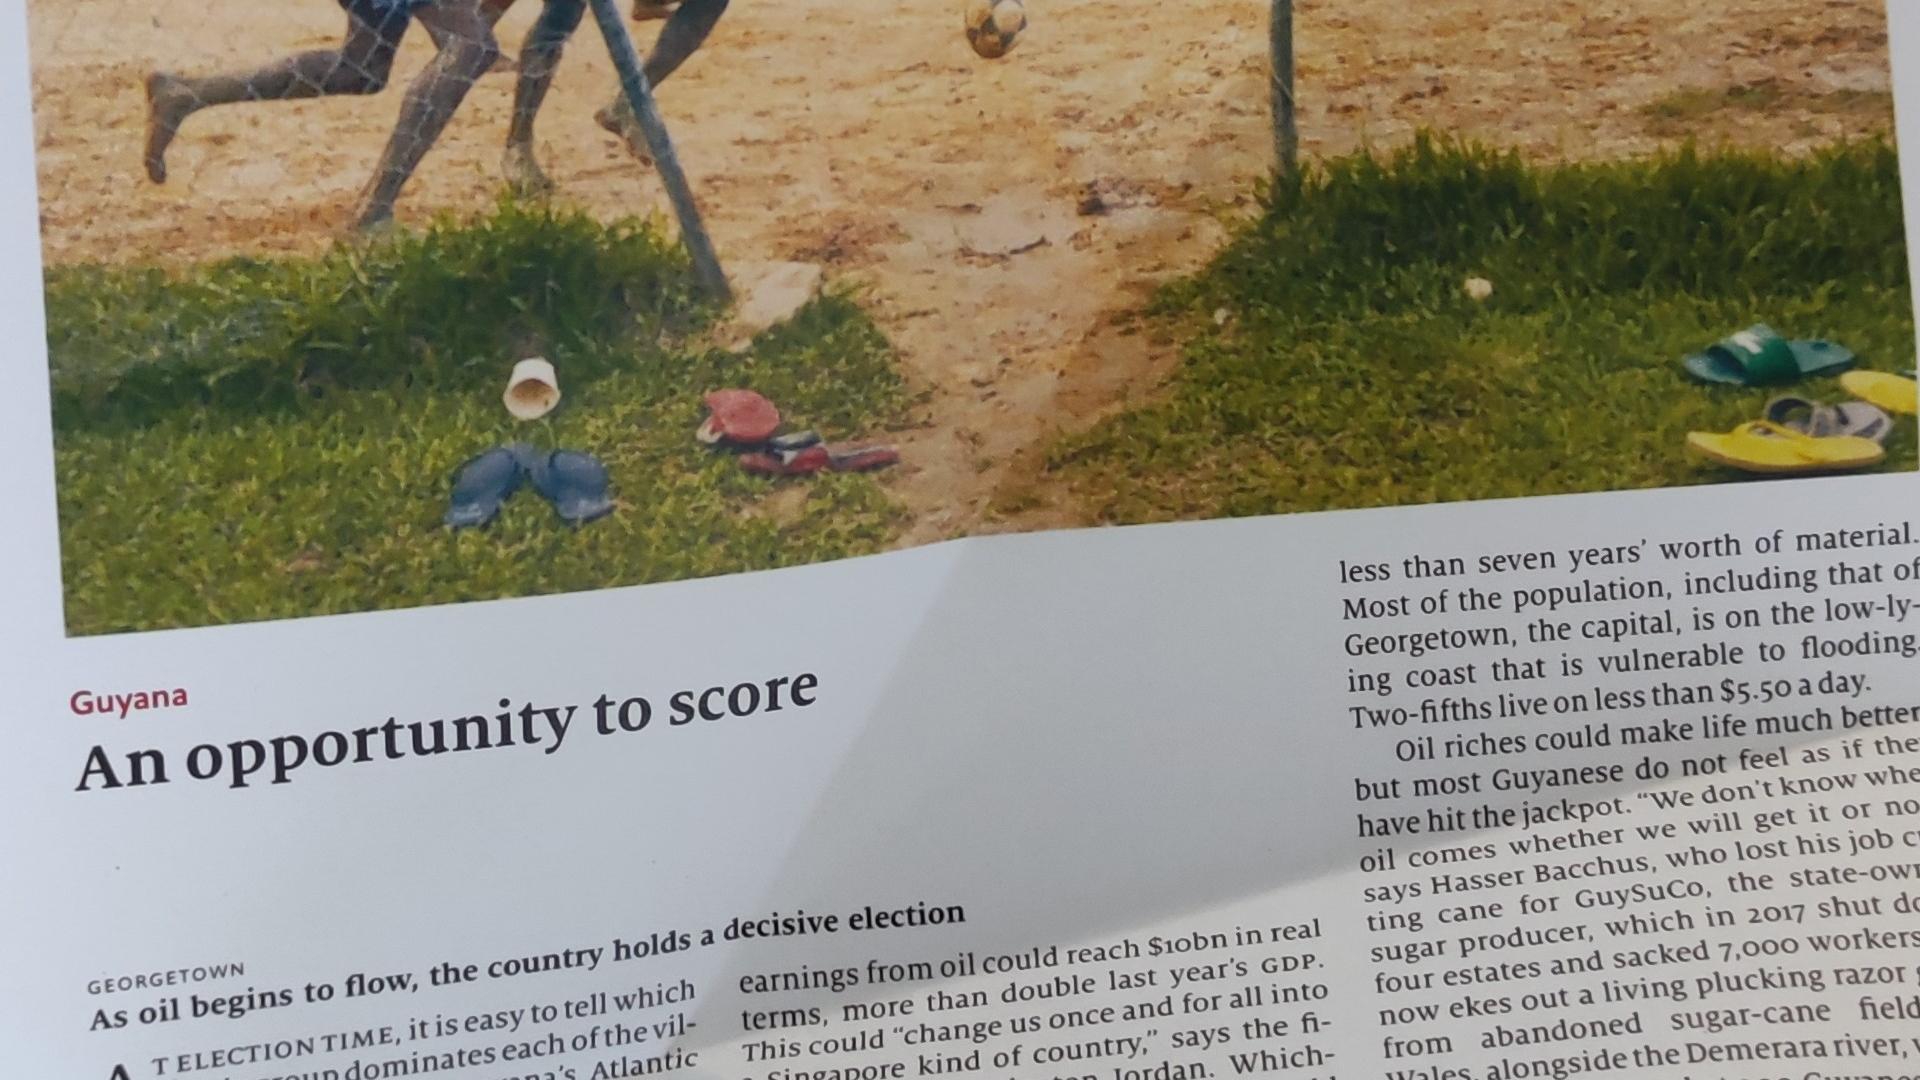 Guyana
An opportunity to score
GEORGETOWN
As oil begins to flow, the country holds a decisive election
AT ELECTION TIME, it is easy to tell which
dominates each of the vil-
Atlantic
earnings from oil could reach $10bn in real
terms, more than double last year's GDP.
This could "change us once and for all into
Singapore kind of country," says the fi-
Jordan. Which-
less than seven years' worth of material.
Most of the population, including that of
Georgetown, the capital, is on the low-ly-
ing coast that is vulnerable to flooding.
Two-fifths live on less than $5.50 a day.
Oil riches could make life much better
but most Guyanese do not feel as if the
have hit the jackpot. "We don't know whe
oil comes whether we will get it or no
says Hasser Bacchus, who lost his job c
ting cane for GuySuCo, the state-own
sugar producer, which in 2017 shut do
four estates and sacked 7,000 workers
now ekes out a living plucking razor
from abandoned sugar-cane field
Wales, alongside the Demerara river,